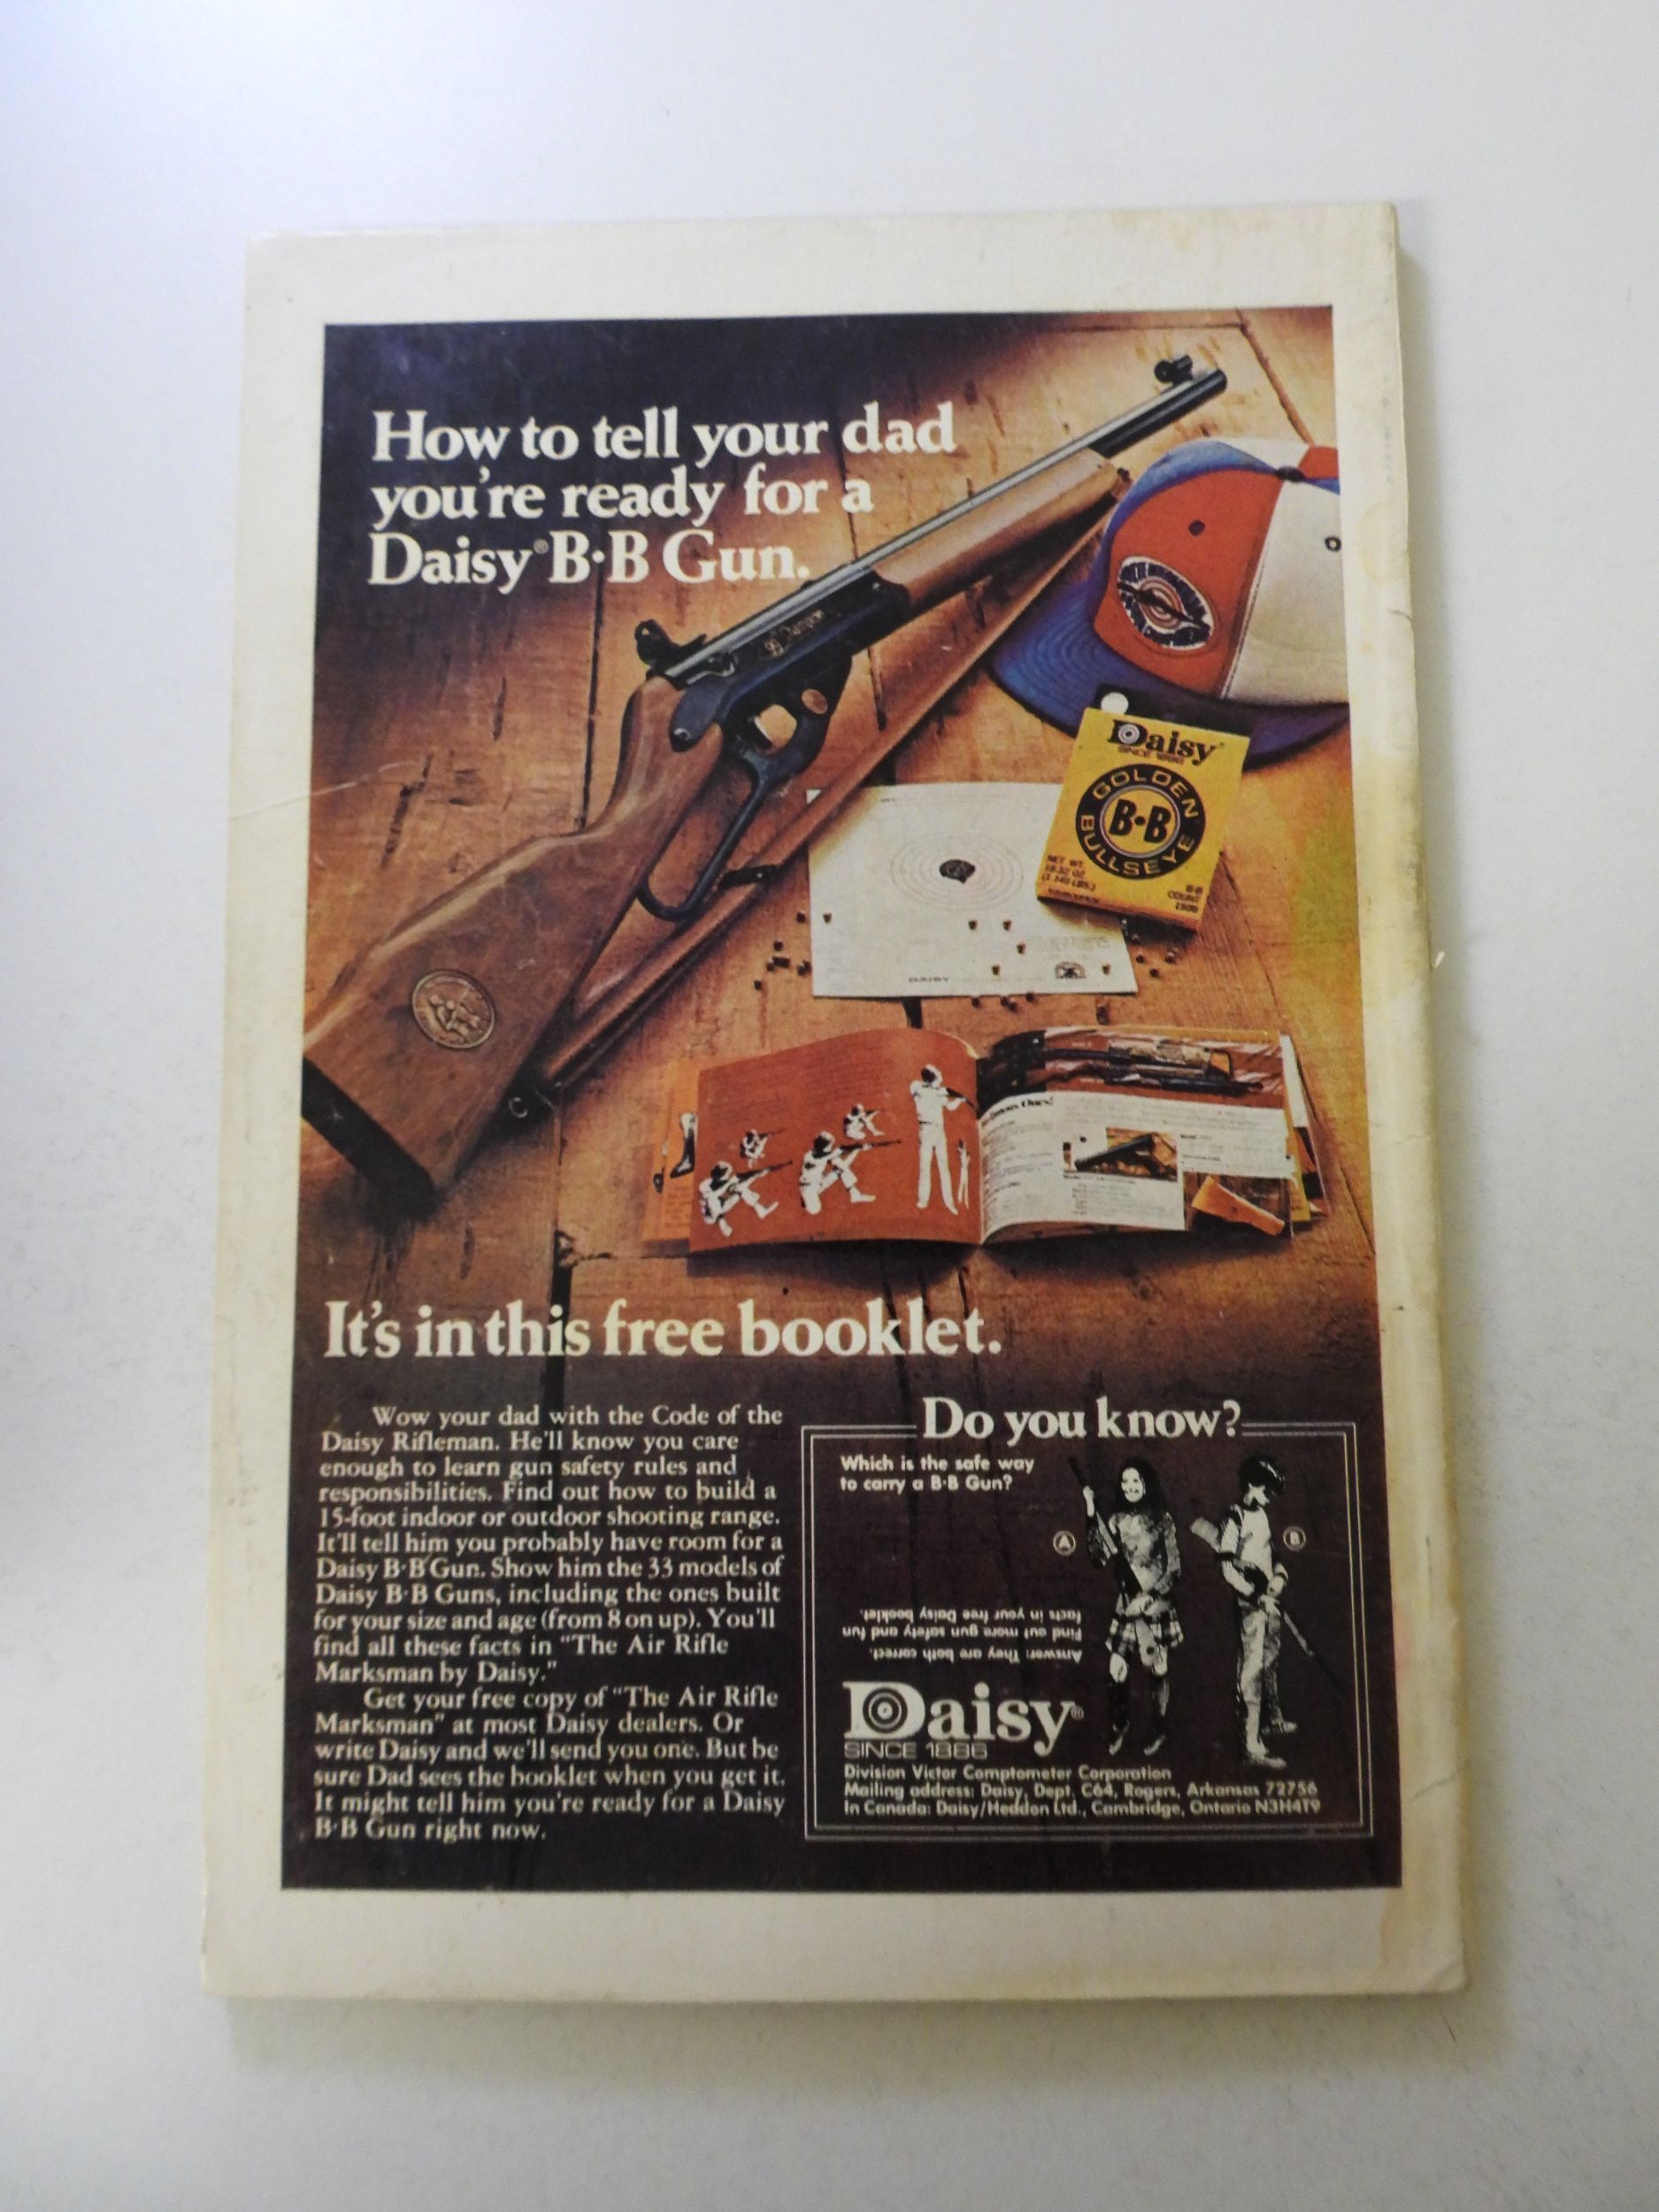 How to tell your dad
you're ready for a
Daisy® B·B Gun.
Daisy®
SINCE 1886
GOLDEN
B·B
BULLSEYE
NET WT.
B·B
COUNT
DAISY
It's in this free booklet.
Wow your dad with the Code of the
Daisy Rifleman. He'll know you care
enough to learn gun safety rules and
responsibilities. Find out how to build a
15-foot indoor or outdoor shooting range.
It'll tell him you probably have room for a
Daisy B·B Gun. Show him the 33 models of
Daisy B·B Guns, including the ones built
for your size and age (from 8 on up). You'll
find all these facts in "The Air Rifle
Marksman by Daisy."
Get your free copy of "The Air Rifle
Marksman" at most Daisy dealers. Or
write Daisy and we'll send you one. But be
sure Dad sees the booklet when you get it.
It might tell him you're ready for a Daisy
B·B Gun right now.
Do you know?
Which is the safe way
to carry a B·B Gun?
A
B
Answer: They are both correct.
Find out more gun safety and fun
facts in your free Daisy booklet.
Daisy®
SINCE 1886
Division Victor Comptometer Corporation
Mailing address: Daisy, Dept. C64, Rogers, Arkansas 72756
In Canada: Daisy/Heddon Ltd., Cambridge, Ontario N3H4T9